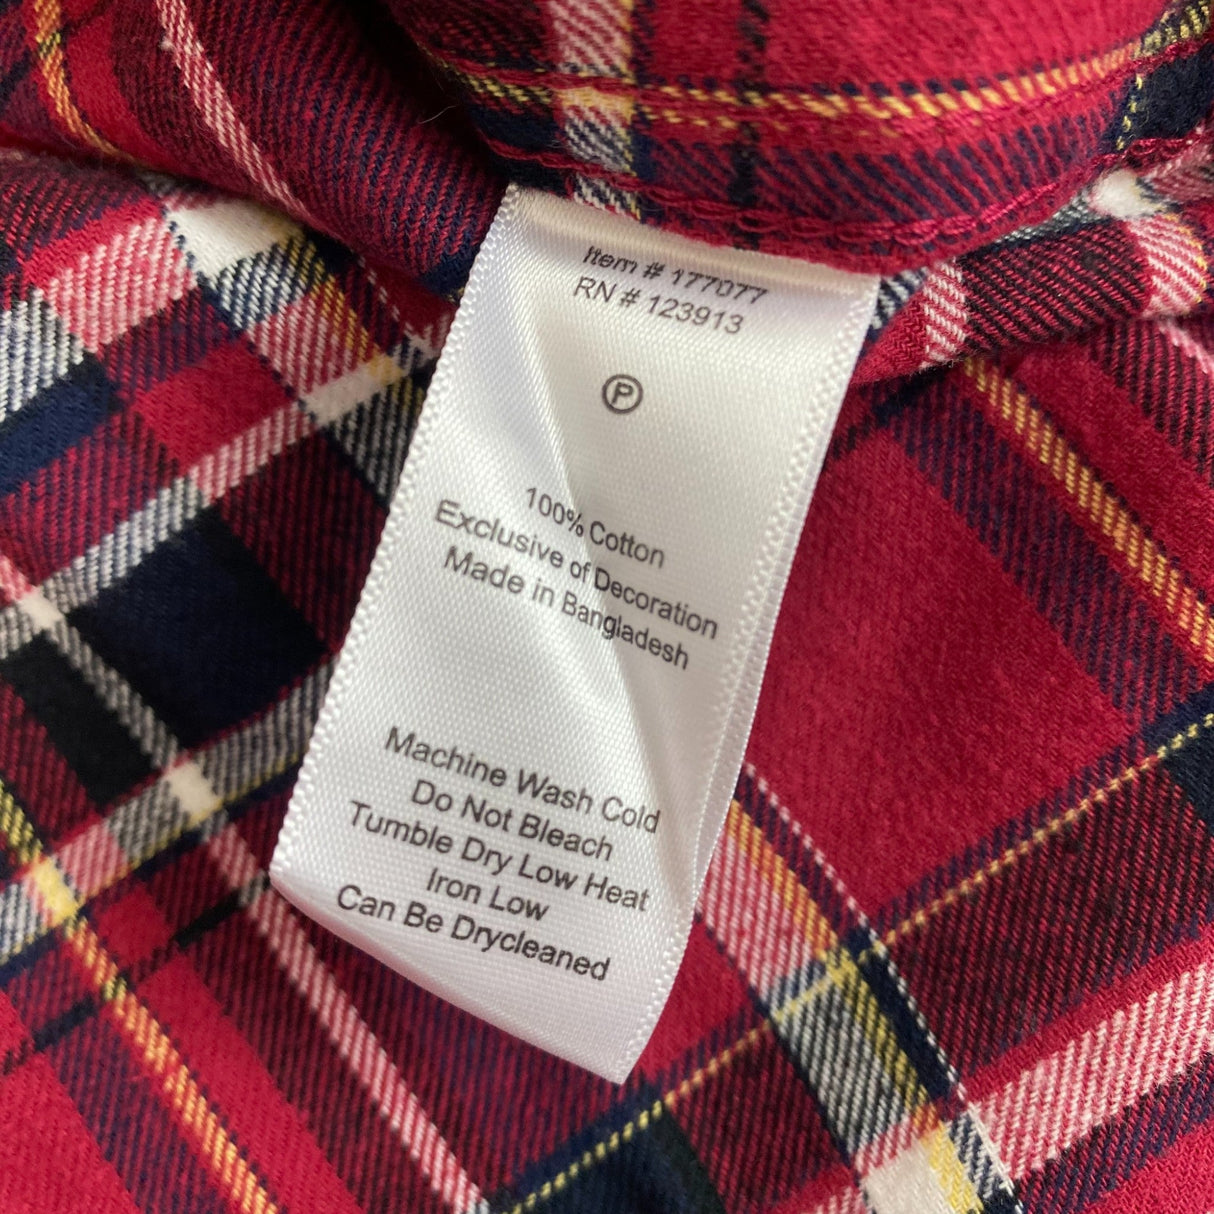 Item # 177077
RN # 123913
P
100% Cotton
Exclusive of Decoration
Made in Bangladesh
Machine Wash Cold
Do Not Bleach
Tumble Dry Low Heat
Iron Low
Can Be Drycleaned